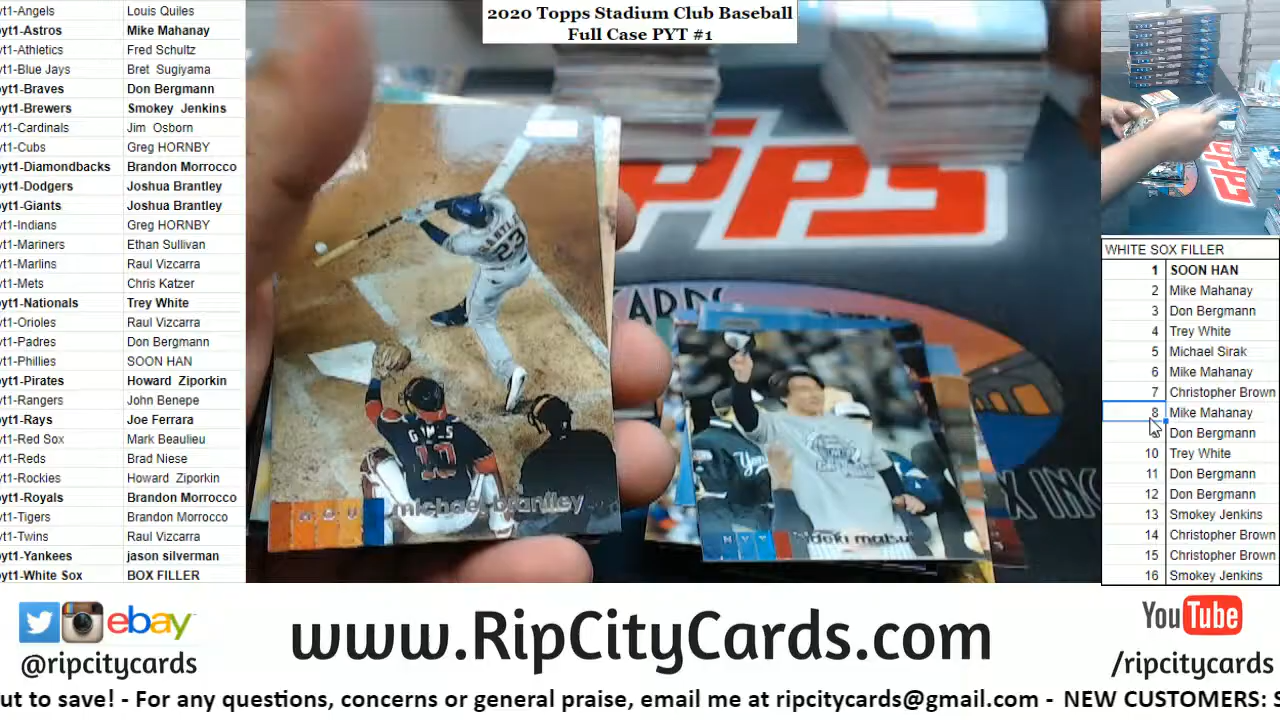 2020 Topps Stadium Club Baseball
Full Case PYT #1
yt1-Angels Louis Quiles
yt1-Astros Mike Mahanay
yt1-Athletics Fred Schultz
yt1-Blue Jays Bret Sugiyama
yt1-Braves Don Bergmann
yt1-Brewers Smokey Jenkins
yt1-Cardinals Jim Osborn
yt1-Cubs Greg HORNBY
yt1-Diamondbacks Brandon Morrocco
yt1-Dodgers Joshua Brantley
yt1-Giants Joshua Brantley
yt1-Indians Greg HORNBY
yt1-Mariners Ethan Sullivan
yt1-Marlins Raul Vizcarra
yt1-Mets Chris Katzer
yt1-Nationals Trey White
yt1-Orioles Raul Vizcarra
yt1-Padres Don Bergmann
yt1-Phillies SOON HAN
yt1-Pirates Howard Ziporkin
yt1-Rangers John Benepe
yt1-Rays Joe Ferrara
yt1-Red Sox Mark Beaulieu
yt1-Reds Brad Niese
yt1-Rockies Howard Ziporkin
yt1-Royals Brandon Morrocco
yt1-Tigers Brandon Morrocco
yt1-Twins Raul Vizcarra
yt1-Yankees jason silverman
yt1-White Sox BOX FILLER
TOPPS
CARDS
23
GOMES
10
michael brantley
HOU
hideki matsui
NYY
WHITE SOX FILLER
1 SOON HAN
2 Mike Mahanay
3 Don Bergmann
4 Trey White
5 Michael Sirak
6 Mike Mahanay
7 Christopher Brown
8 Mike Mahanay
Don Bergmann
10 Trey White
11 Don Bergmann
12 Don Bergmann
13 Smokey Jenkins
14 Christopher Brown
15 Christopher Brown
16 Smokey Jenkins
ebay
@ripcitycards
www.RipCityCards.com
YouTube
/ripcitycards
ut to save! - For any questions, concerns or general praise, email me at ripcitycards@gmail.com - NEW CUSTOMERS: S